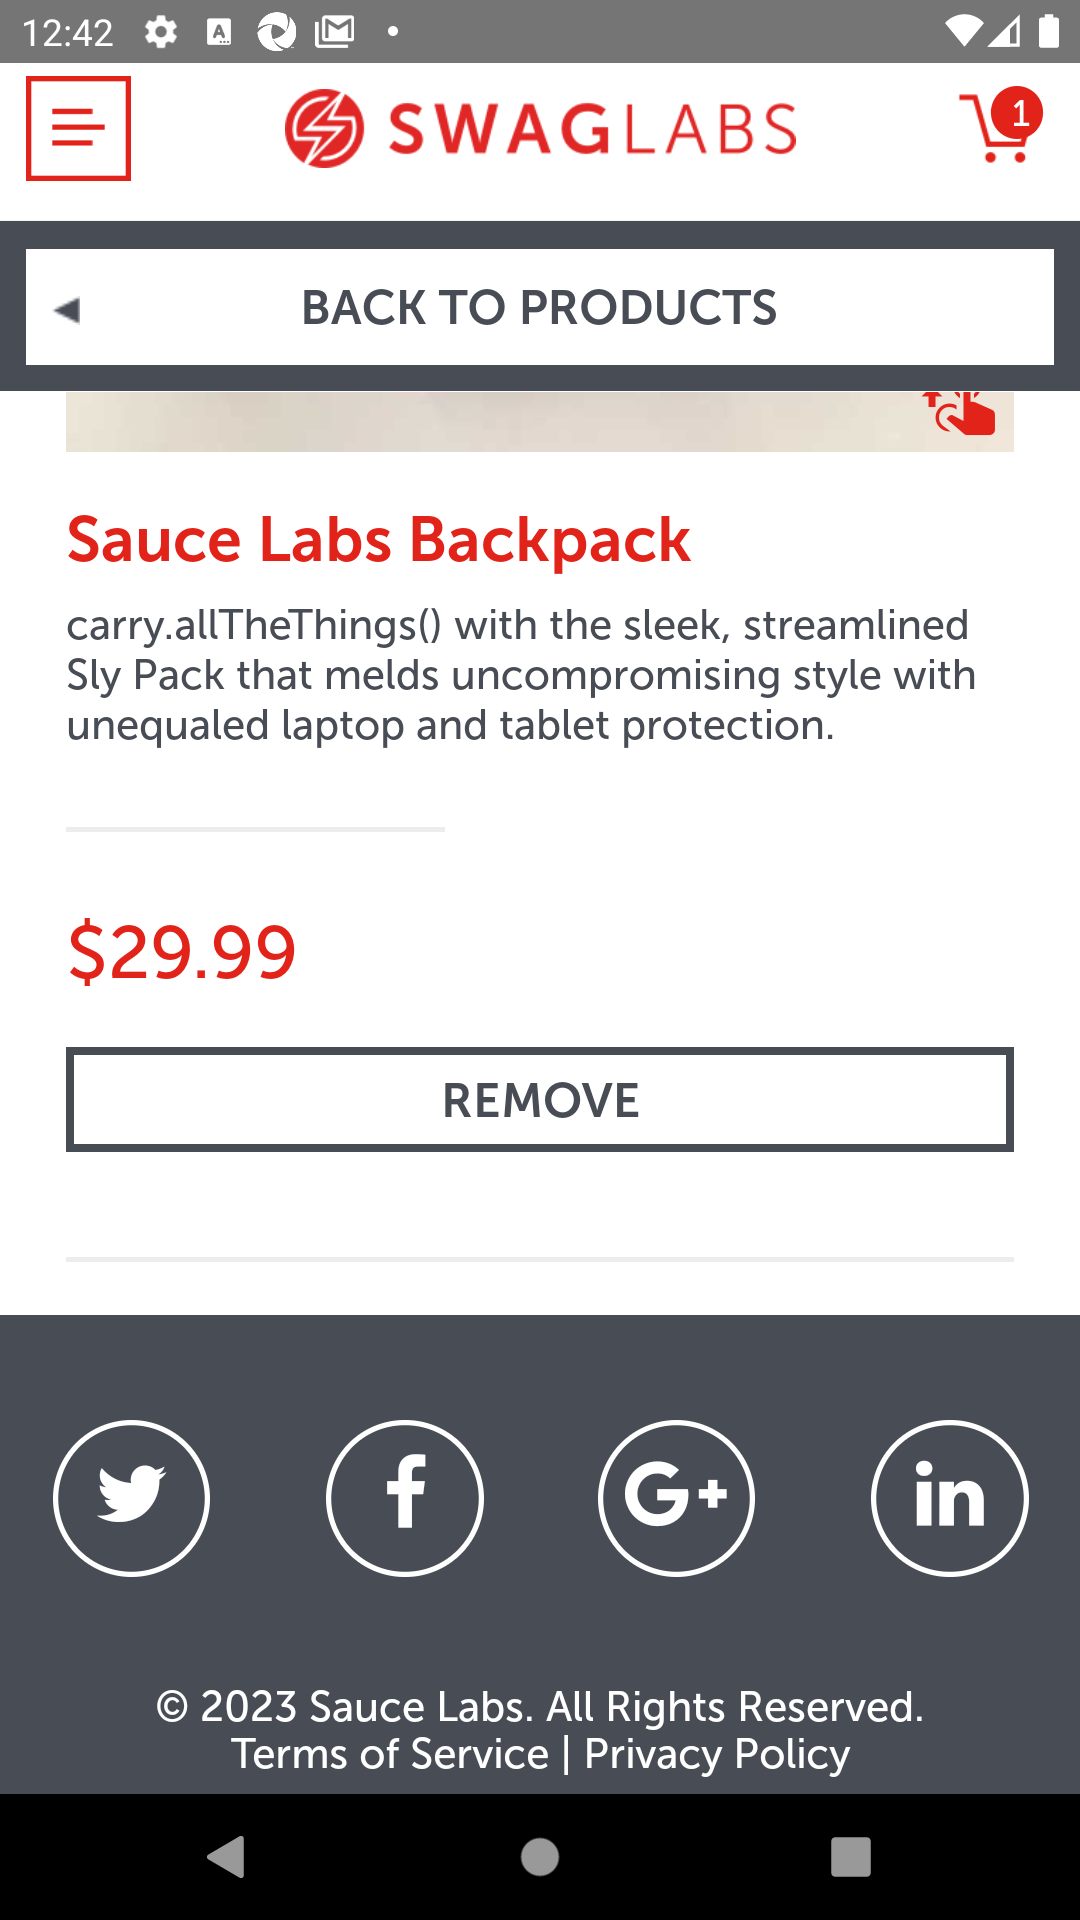 12:42
SWAGLABS
1
BACK TO PRODUCTS
Sauce Labs Backpack
carry.allTheThings() with the sleek, streamlined
Sly Pack that melds uncompromising style with
unequaled laptop and tablet protection.
$29.99
REMOVE
© 2023 Sauce Labs. All Rights Reserved.
Terms of Service | Privacy Policy